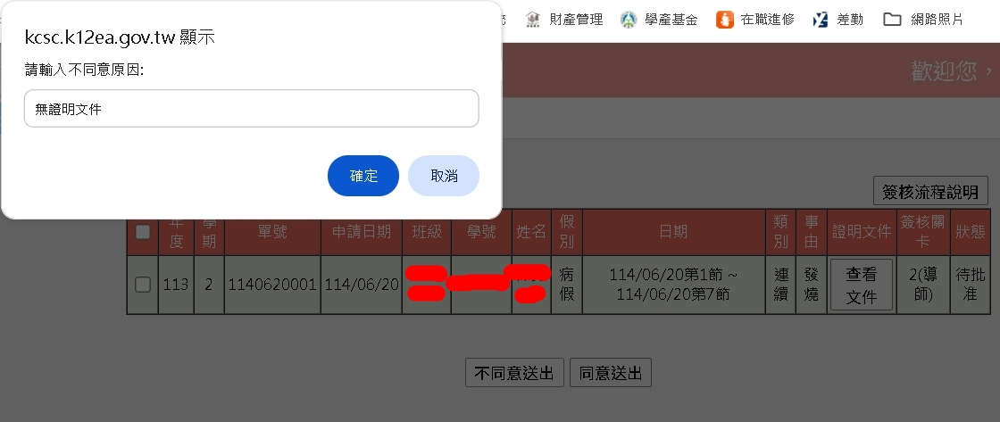 kcsc.k12ea.gov.tw 顯示
請輸入不同意原因:
無證明文件
確定 取消
財產管理 學產基金 在職進修 差勤 網路照片
歡迎您，
簽核流程說明
年度 學期 單號 申請日期 班級 學號 姓名 假別 日期 類別 事由 證明文件 簽核關卡 狀態
113 2 1140620001 114/06/20 病假 114/06/20第1節 ~ 114/06/20第7節 連續 發燒 查看文件 2(導師) 待批准
不同意送出 同意送出